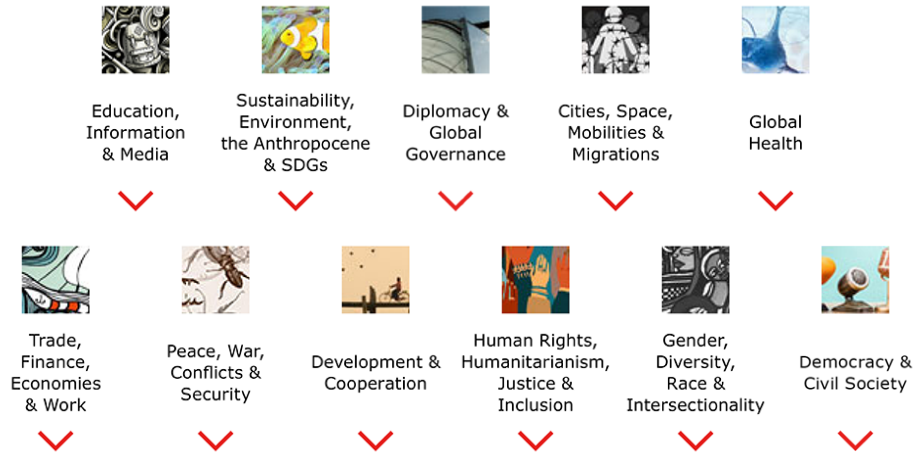 Education,
Information
& Media
Sustainability,
Environment,
the Anthropocene
& SDGs
Diplomacy &
Global
Governance
Cities, Space,
Mobilities &
Migrations
Global
Health
Trade,
Finance,
Economies
& Work
Peace, War,
Conflicts &
Security
Development &
Cooperation
Human Rights,
Humanitarianism,
Justice &
Inclusion
Gender,
Diversity,
Race &
Intersectionality
Democracy &
Civil Society